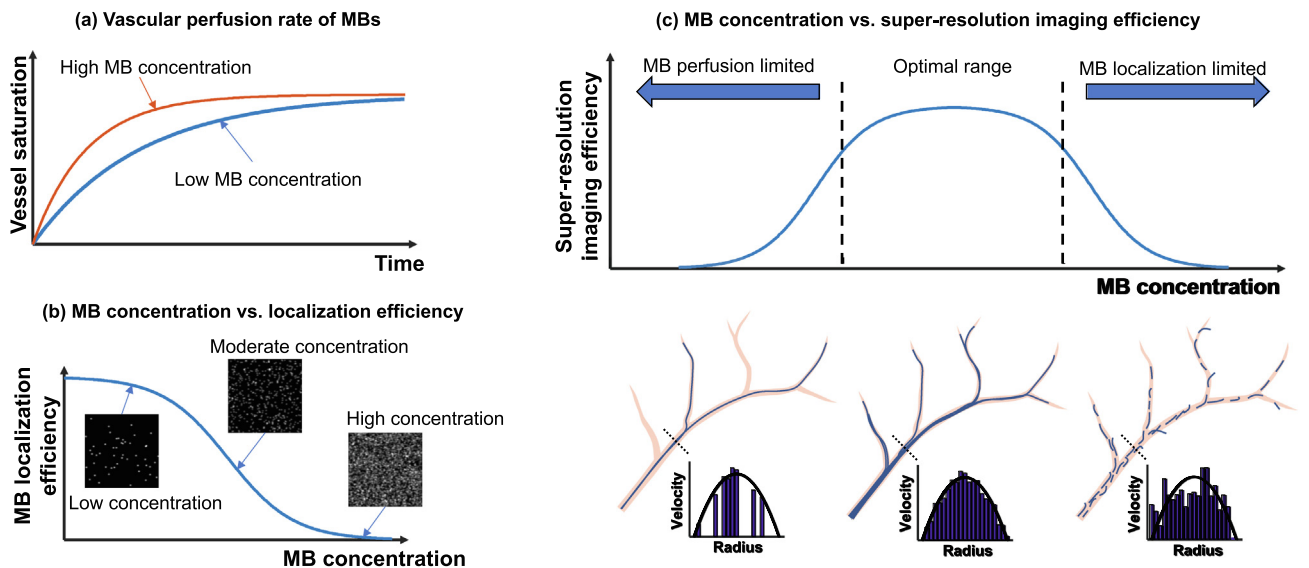 (a) Vascular perfusion rate of MBs
Vessel saturation
High MB concentration
Low MB concentration
Time
(b) MB concentration vs. localization efficiency
MB localization
efficiency
Moderate concentration
High concentration
Low concentration
MB concentration
(c) MB concentration vs. super-resolution imaging efficiency
Super-resolution
imaging efficiency
MB perfusion limited
Optimal range
MB localization limited
MB concentration
Velocity
Radius
Velocity
Radius
Velocity
Radius